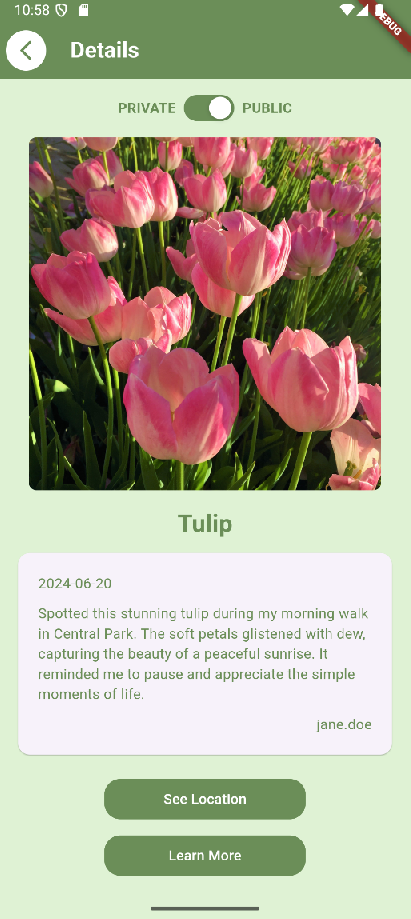 10:58
Details
PRIVATE PUBLIC
Tulip
2024 06 20
Spotted this stunning tulip during my morning walk
in Central Park. The soft petals glistened with dew,
capturing the beauty of a peaceful sunrise. It
reminded me to pause and appreciate the simple
moments of life.
jane.doe
See Location
Learn More